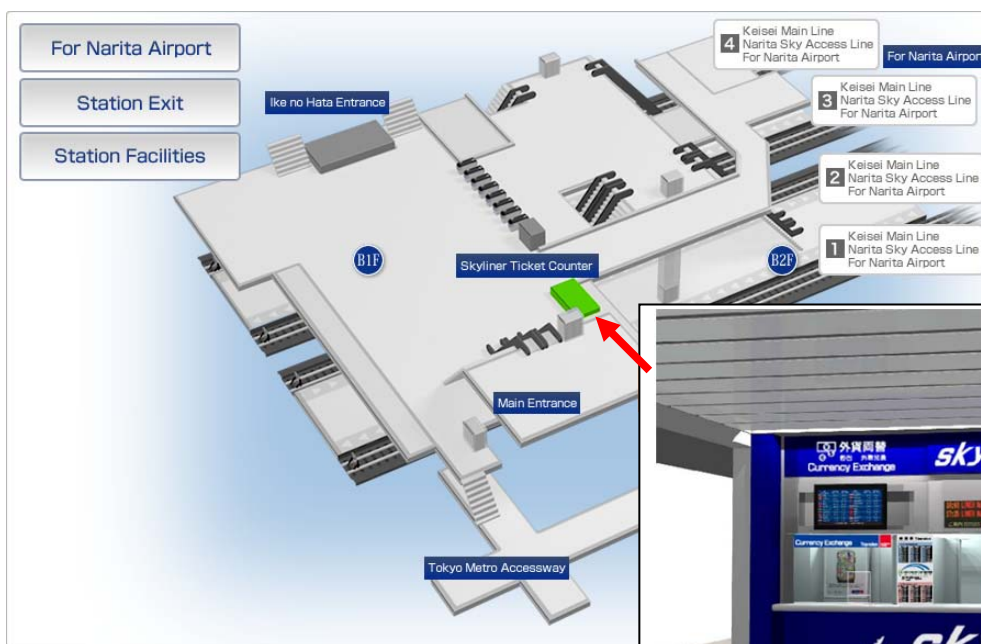 For Narita Airport
Station Exit
Station Facilities
Ike no Hata Entrance
4
Keisei Main Line
Narita Sky Access Line
For Narita Airport
For Narita Airport
3
Keisei Main Line
Narita Sky Access Line
For Narita Airport
2
Keisei Main Line
Narita Sky Access Line
For Narita Airport
1
Keisei Main Line
Narita Sky Access Line
For Narita Airport
B1F
Skyliner Ticket Counter
B2F
Main Entrance
Tokyo Metro Accessway
外貨両替
Currency Exchange
sky
Currency Exchange
sk